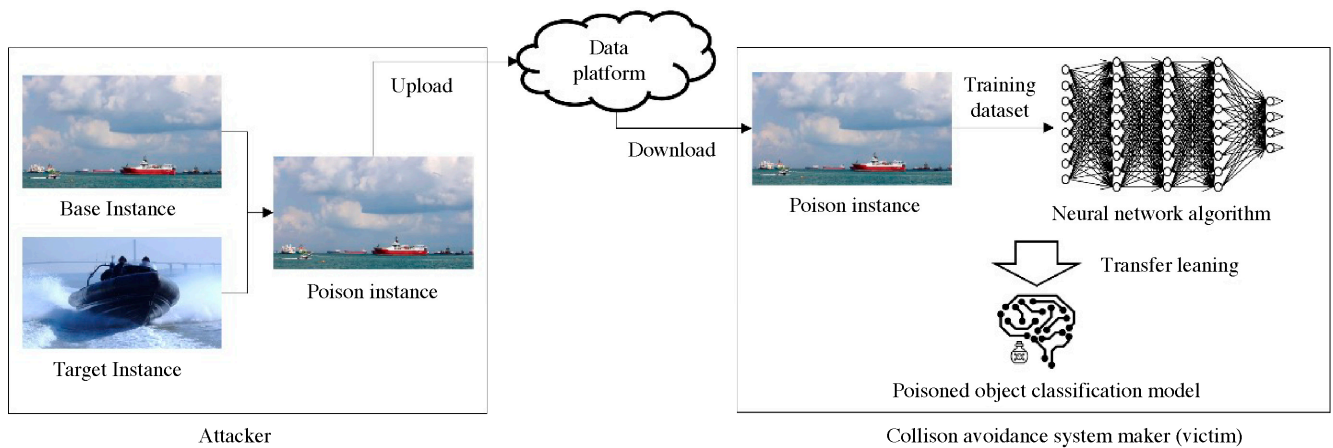 Data
platform
Upload
Download
Base Instance
Target Instance
Poison instance
Attacker
Poison instance
Training
dataset
Neural network algorithm
Transfer leaning
Poisoned object classification model
Collison avoidance system maker (victim)